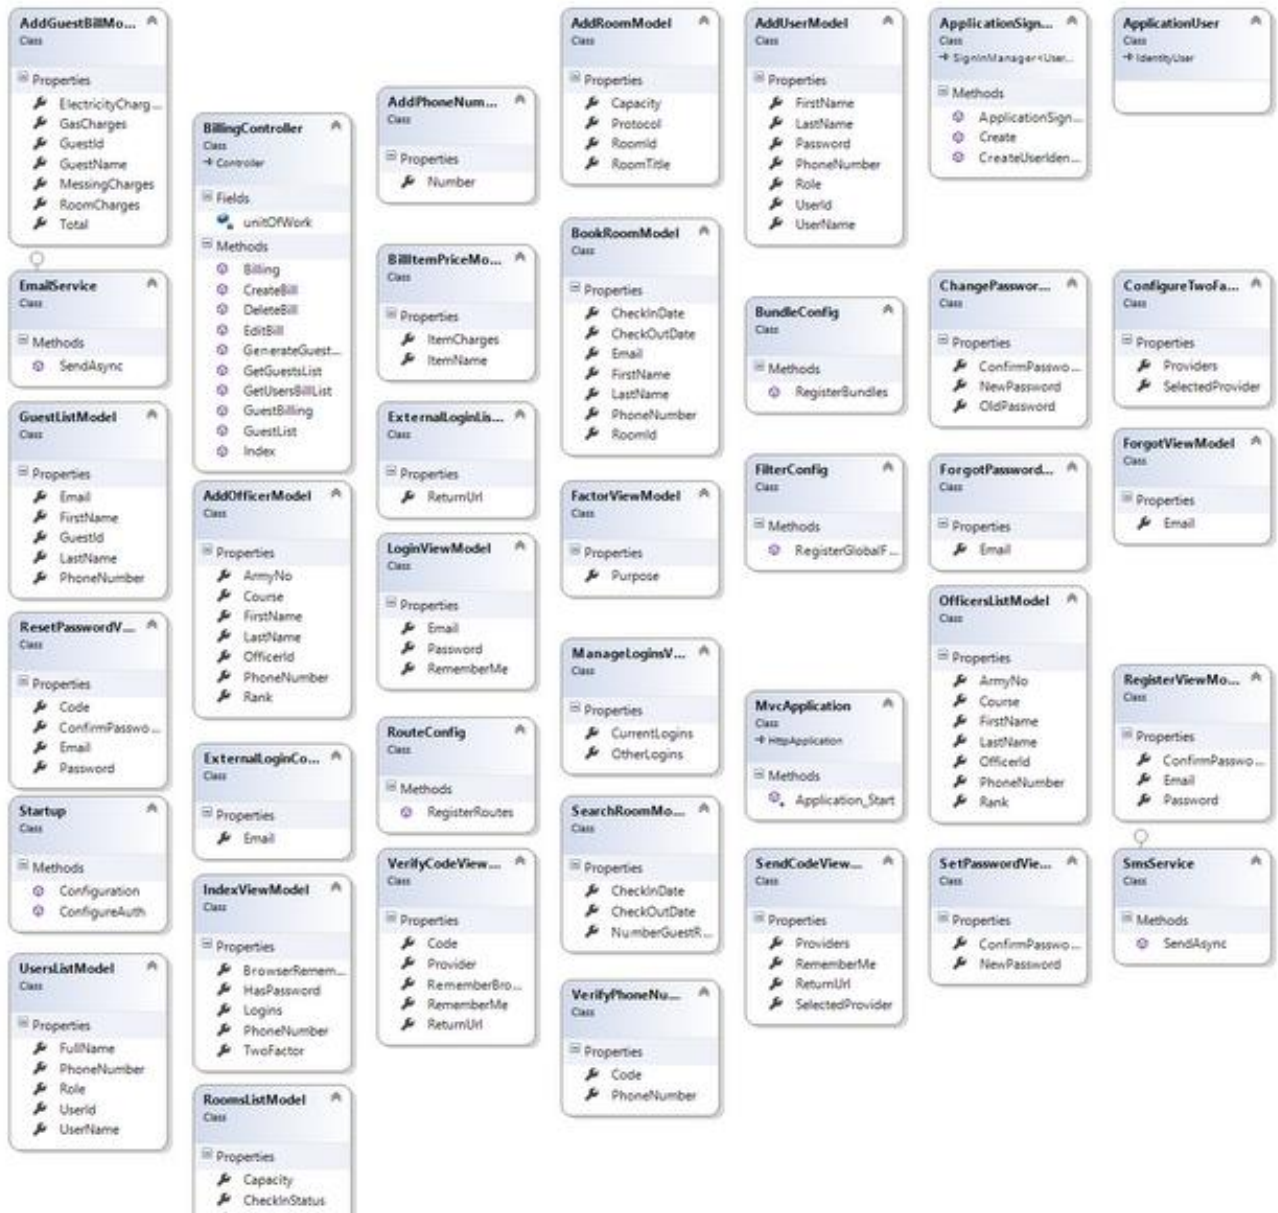 AddGuestBillMo...
Class
Properties
ElectricityCharg...
GasCharges
GuestId
GuestName
MessingCharges
RoomCharges
Total
EmailService
Class
Methods
SendAsync
GuestListModel
Class
Properties
Email
FirstName
GuestId
LastName
PhoneNumber
ResetPasswordV...
Class
Properties
Code
ConfirmPasswo...
Email
Password
Startup
Class
Methods
Configuration
ConfigureAuth
UsersListModel
Class
Properties
FullName
PhoneNumber
Role
UserId
UserName
BillingController
Class
Controller
Fields
unitOfWork
Methods
Billing
CreateBill
DeleteBill
EditBill
GenerateGuest...
GetGuestsList
GetUsersBillList
GuestBilling
GuestList
Index
AddOfficerModel
Class
Properties
ArmyNo
Course
FirstName
LastName
OfficerId
PhoneNumber
Rank
ExternalLoginCo...
Class
Properties
Email
IndexViewModel
Class
Properties
BrowserRemem...
HasPassword
Logins
PhoneNumber
TwoFactor
RoomsListModel
Class
Properties
Capacity
CheckInStatus
AddPhoneNum...
Class
Properties
Number
BillItemPriceMo...
Class
Properties
ItemCharges
ItemName
ExternalLoginLis...
Class
Properties
ReturnUrl
LoginViewModel
Class
Properties
Email
Password
RememberMe
RouteConfig
Class
Methods
RegisterRoutes
VerifyCodeView...
Class
Properties
Code
Provider
RememberBro...
RememberMe
ReturnUrl
AddRoomModel
Class
Properties
Capacity
Protocol
RoomId
RoomTitle
BookRoomModel
Class
Properties
CheckInDate
CheckOutDate
Email
FirstName
LastName
PhoneNumber
RoomId
FactorViewModel
Class
Properties
Purpose
ManageLoginsV...
Class
Properties
CurrentLogins
OtherLogins
SearchRoomMo...
Class
Properties
CheckInDate
CheckOutDate
NumberGuestR...
VerifyPhoneNu...
Class
Properties
Code
PhoneNumber
AddUserModel
Class
Properties
FirstName
LastName
Password
PhoneNumber
Role
UserId
UserName
BundleConfig
Class
Methods
RegisterBundles
FilterConfig
Class
Methods
RegisterGlobalF...
MvcApplication
Class
HttpApplication
Methods
Application_Start
SendCodeView...
Class
Properties
Providers
RememberMe
ReturnUrl
SelectedProvider
ApplicationSign...
Class
SignInManager<User...
Methods
ApplicationSign...
Create
CreateUserIden...
ChangePasswor...
Class
Properties
ConfirmPasswo...
NewPassword
OldPassword
ForgotPassword...
Class
Properties
Email
OfficersListModel
Class
Properties
ArmyNo
Course
FirstName
LastName
OfficerId
PhoneNumber
Rank
SetPasswordVie...
Class
Properties
ConfirmPasswo...
NewPassword
ApplicationUser
Class
IdentityUser
ConfigureTwoFa...
Class
Properties
Providers
SelectedProvider
ForgotViewModel
Class
Properties
Email
RegisterViewMo...
Class
Properties
ConfirmPasswo...
Email
Password
SmsService
Class
Methods
SendAsync